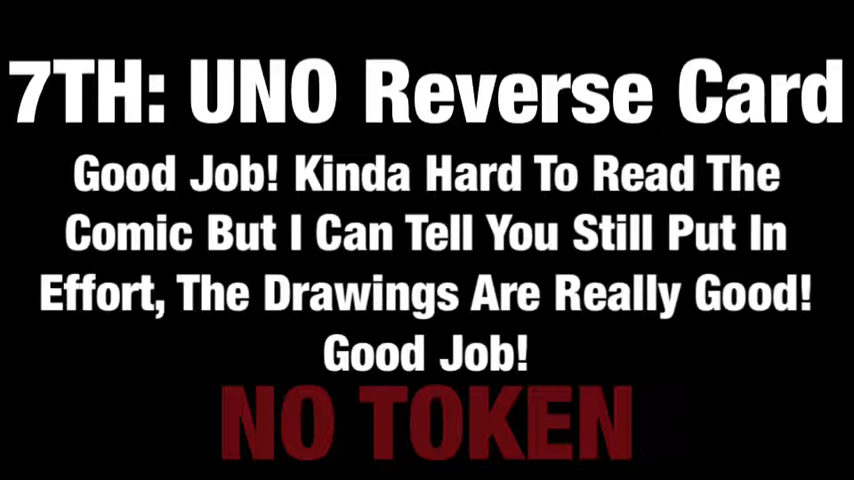 7TH: UNO Reverse Card
Good Job! Kinda Hard To Read The
Comic But I Can Tell You Still Put In
Effort, The Drawings Are Really Good!
Good Job!
NO TOKEN